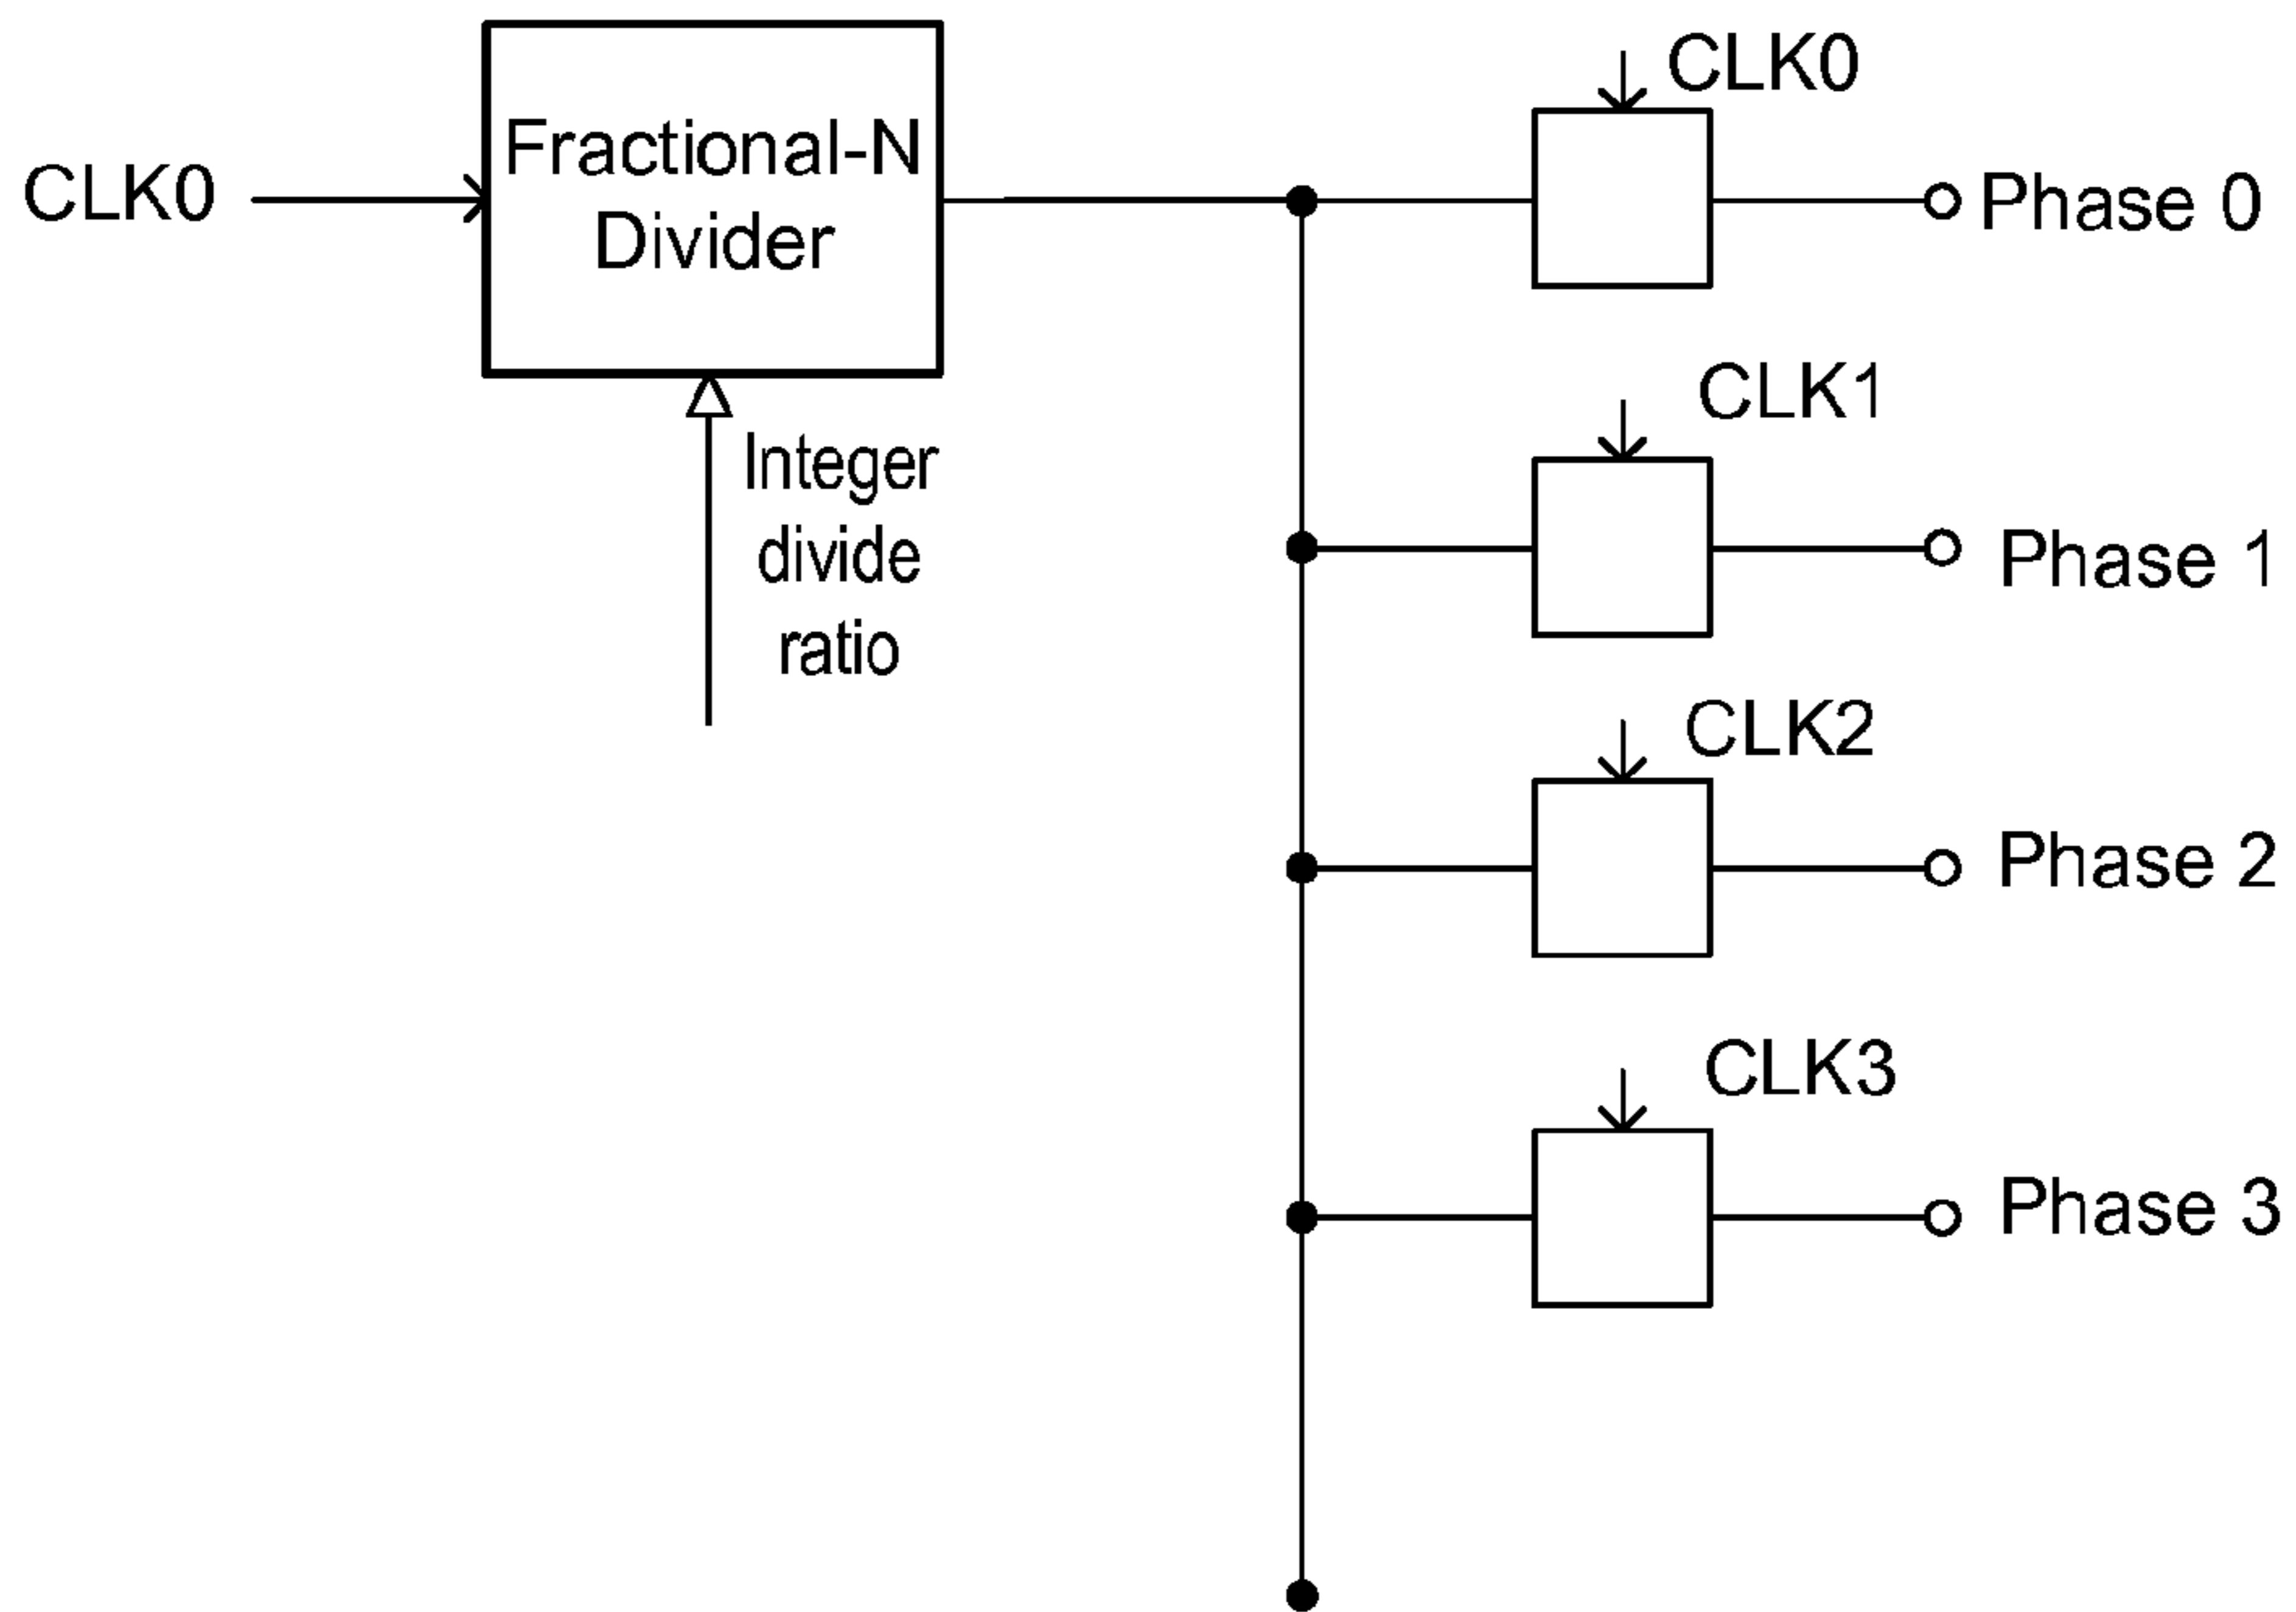 CLK0
Fractional-N
Divider
Integer
divide
ratio
CLK0
Phase 0
CLK1
Phase 1
CLK2
Phase 2
CLK3
Phase 3